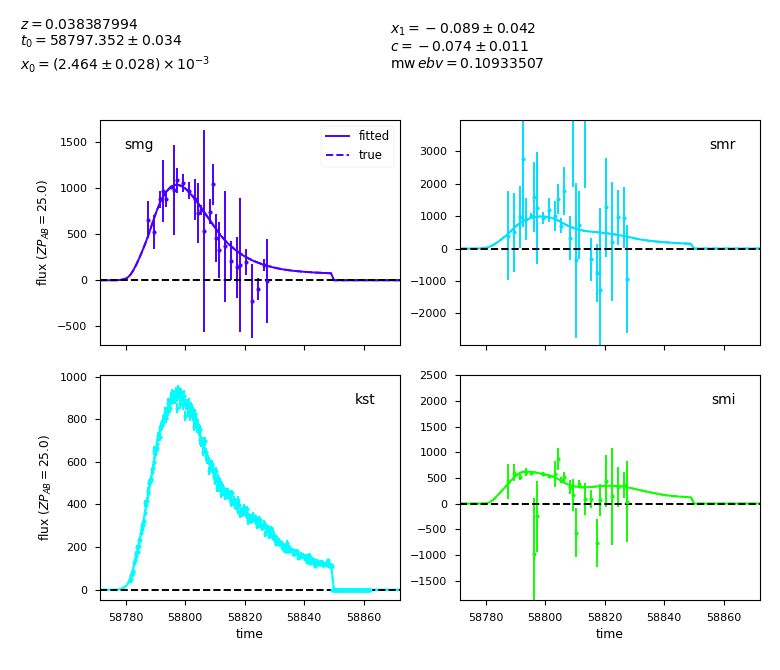 z = 0.038387994
t₀ = 58797.352 ± 0.034
x₀ = (2.464 ± 0.028) × 10⁻³
x₁ = −0.089 ± 0.042
c = −0.074 ± 0.011
mw ebv = 0.10933507
smg
fitted
true
flux (ZP_AB = 25.0)
1500
1000
500
0
−500
smr
3000
2000
1000
0
−1000
−2000
kst
flux (ZP_AB = 25.0)
1000
800
600
400
200
0
58780 58800 58820 58840 58860
time
smi
2500
2000
1500
1000
500
0
−500
−1000
−1500
58780 58800 58820 58840 58860
time